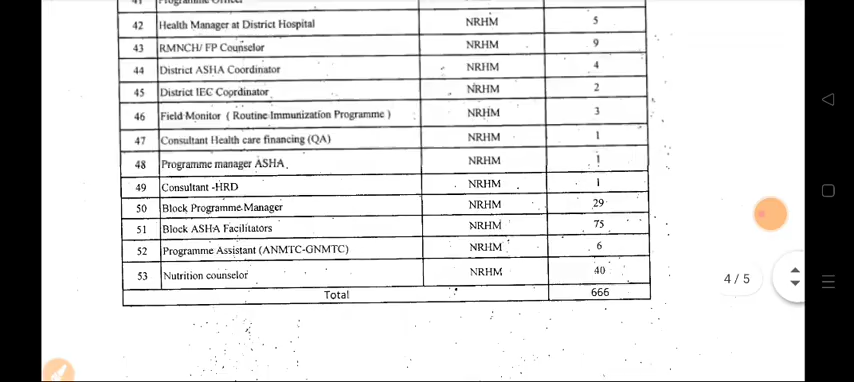 41 Programme Officer
42 Health Manager at District Hospital NRHM 5
43 RMNCH/ FP Counselor NRHM 9
44 District ASHA Coordinator NRHM 4
45 District IEC Coordinator NRHM 2
46 Field Monitor ( Routine Immunization Programme ) NRHM 3
47 Consultant Health care financing (QA) NRHM 1
48 Programme manager ASHA NRHM 1
49 Consultant -HRD NRHM 1
50 Block Programme Manager NRHM 29
51 Block ASHA Facilitators NRHM 75
52 Programme Assistant (ANMTC-GNMTC) NRHM 6
53 Nutrition counselor NRHM 40
Total 666
4 / 5